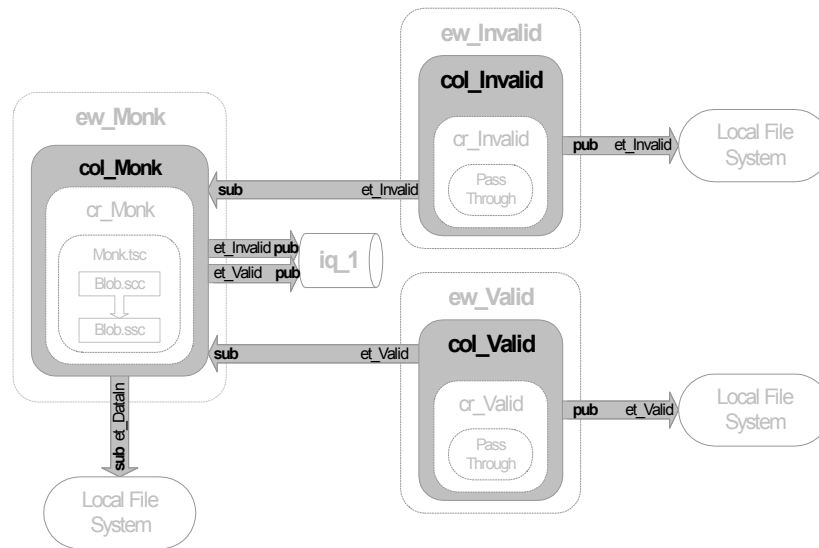 ew_Invalid
col_Invalid
cr_Invalid
Pass
Through
pub et_Invalid
Local File
System
ew_Monk
col_Monk
cr_Monk
Monk.tsc
Blob.scc
Blob.ssc
sub et_Invalid
et_Invalid pub
et_Valid pub
iq_1
sub et_Valid
ew_Valid
col_Valid
cr_Valid
Pass
Through
pub et_Valid
Local File
System
sub et_DataIn
Local File
System